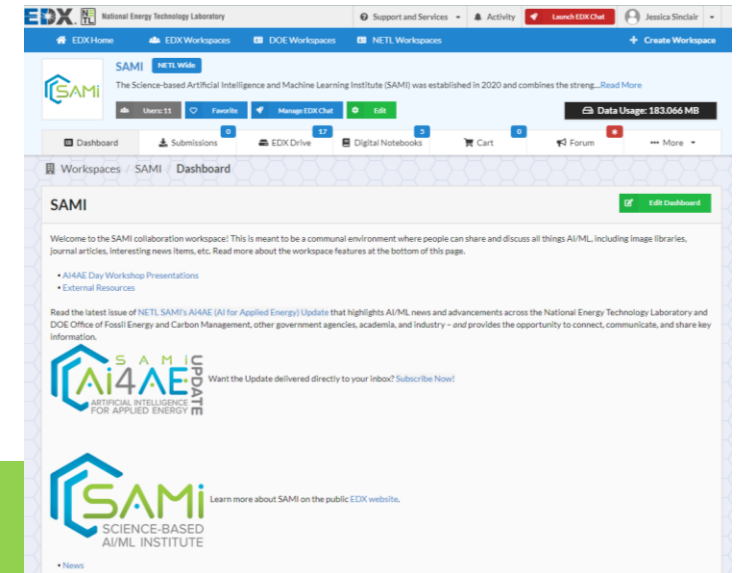 EDX. NETL National Energy Technology Laboratory Support and Services Activity Launch EDX Chat Jessica Sinclair
EDX Home EDX Workspaces DOE Workspaces NETL Workspaces + Create Workspace
SAMI NETL Wide
SAMi
The Science-based Artificial Intelligence and Machine Learning Institute (SAMI) was established in 2020 and combines the streng...Read More
Users: 11 Favorite Manage EDX Chat Edit Data Usage: 183.066 MB
0 17 5 0 *
Dashboard Submissions EDX Drive Digital Notebooks Cart Forum ••• More
Workspaces / SAMI / Dashboard
SAMI Edit Dashboard
Welcome to the SAMI collaboration workspace! This is meant to be a communal environment where people can share and discuss all things AI/ML, including image libraries,
journal articles, interesting news items, etc. Read more about the workspace features at the bottom of this page.
• AI4AE Day Workshop Presentations
• External Resources
Read the latest issue of NETL SAMI's AI4AE (AI for Applied Energy) Update that highlights AI/ML news and advancements across the National Energy Technology Laboratory and
DOE Office of Fossil Energy and Carbon Management, other government agencies, academia, and industry – and provides the opportunity to connect, communicate, and share key
information.
SAMI
Ai4AE UPDATE
ARTIFICIAL INTELLIGENCE
FOR APPLIED ENERGY
Want the Update delivered directly to your inbox? Subscribe Now!
SAMi
SCIENCE-BASED
AI/ML INSTITUTE
Learn more about SAMI on the public EDX website.
• News